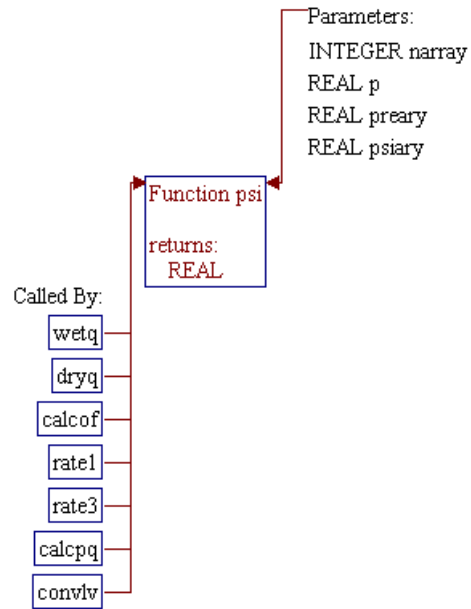 Parameters:
INTEGER narray
REAL p
REAL preary
REAL psiary
Function psi
returns:
REAL
Called By:
wetq
dryq
calcof
rate1
rate3
calcpq
convlv